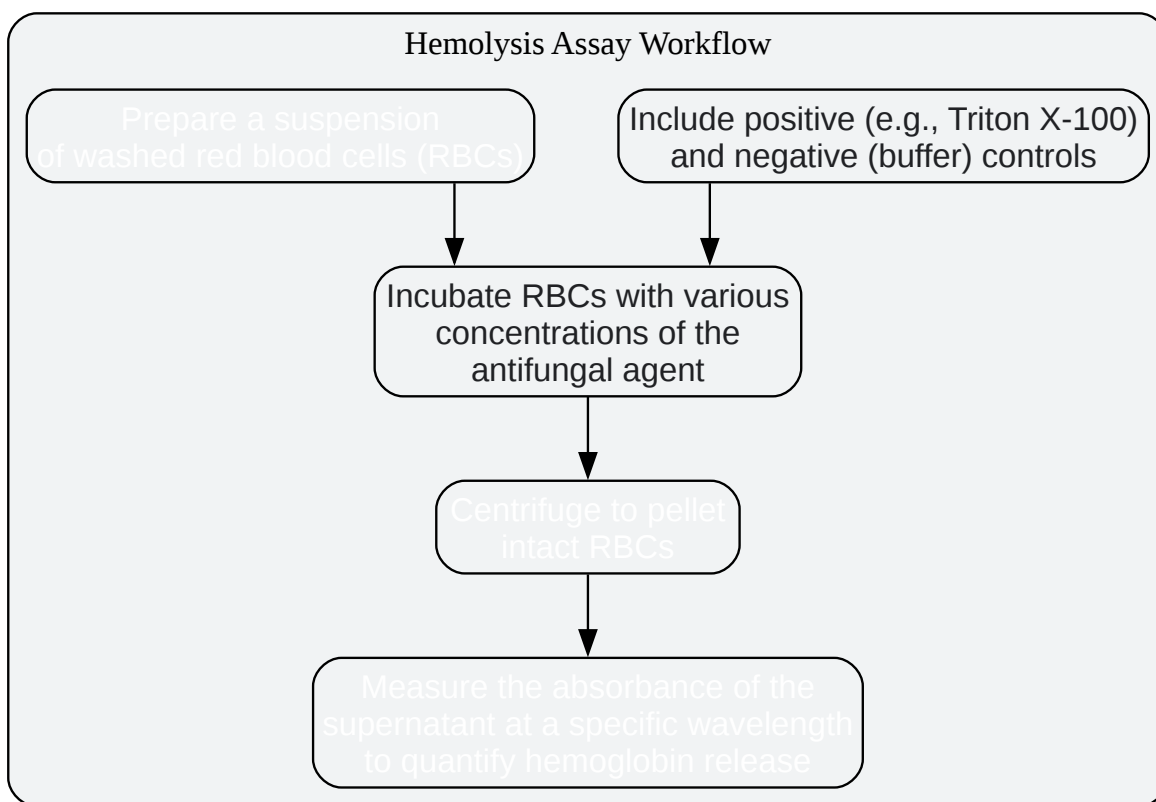 Hemolysis Assay Workflow
Prepare a suspension
of washed red blood cells (RBCs)
Include positive (e.g., Triton X-100)
and negative (buffer) controls
Incubate RBCs with various
concentrations of the
antifungal agent
Centrifuge to pellet
intact RBCs
Measure the absorbance of the
supernatant at a specific wavelength
to quantify hemoglobin release